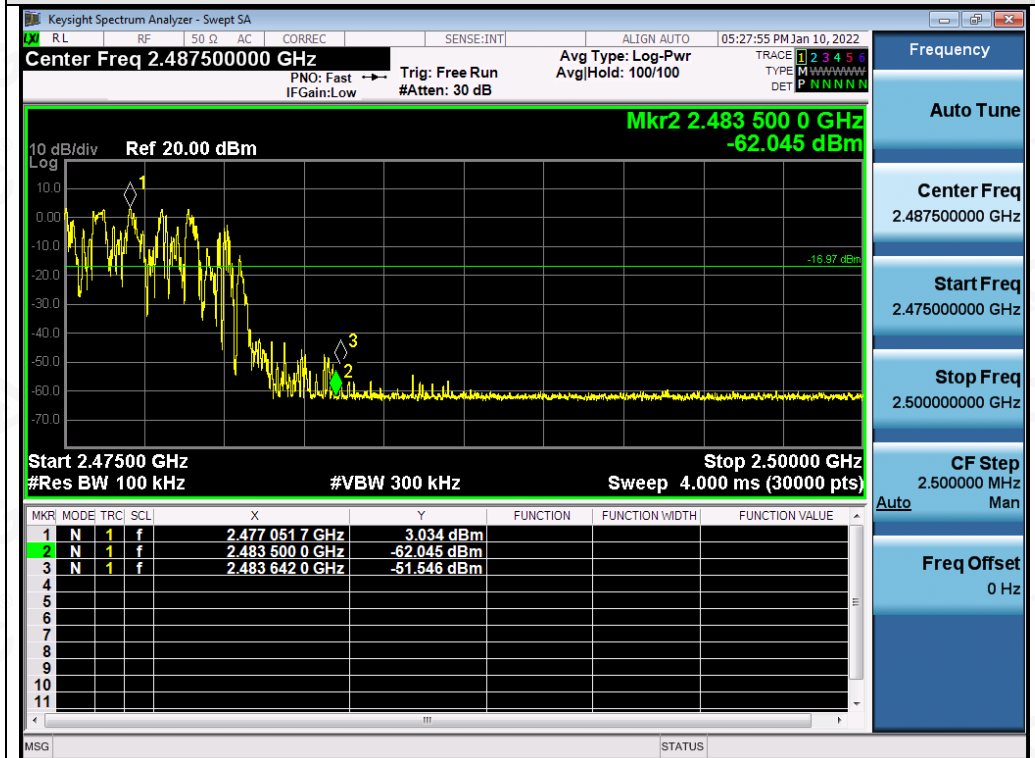 Keysight Spectrum Analyzer - Swept SA
LXI RL RF 50 Ω AC CORREC SENSE:INT ALIGN AUTO 05:27:55 PM Jan 10, 2022
Center Freq 2.487500000 GHz
PNO: Fast
IFGain:Low
Trig: Free Run
#Atten: 30 dB
Avg Type: Log-Pwr
Avg|Hold: 100/100
TRACE 1 2 3 4 5 6
TYPE M WWWWW
DET P N N N N N
Mkr2 2.483 500 0 GHz
-62.045 dBm
10 dB/div Ref 20.00 dBm
Log
10.0
0.00
-10.0
-20.0
-30.0
-40.0
-50.0
-60.0
-70.0
1
-16.97 dBm
3
2
Start 2.47500 GHz Stop 2.50000 GHz
#Res BW 100 kHz #VBW 300 kHz Sweep 4.000 ms (30000 pts)
MKR MODE TRC SCL X Y FUNCTION FUNCTION WIDTH FUNCTION VALUE
1 N 1 f 2.477 051 7 GHz 3.034 dBm
2 N 1 f 2.483 500 0 GHz -62.045 dBm
3 N 1 f 2.483 642 0 GHz -51.546 dBm
4
5
6
7
8
9
10
11
MSG STATUS
Frequency
Auto Tune
Center Freq
2.487500000 GHz
Start Freq
2.475000000 GHz
Stop Freq
2.500000000 GHz
CF Step
2.500000 MHz
Auto Man
Freq Offset
0 Hz